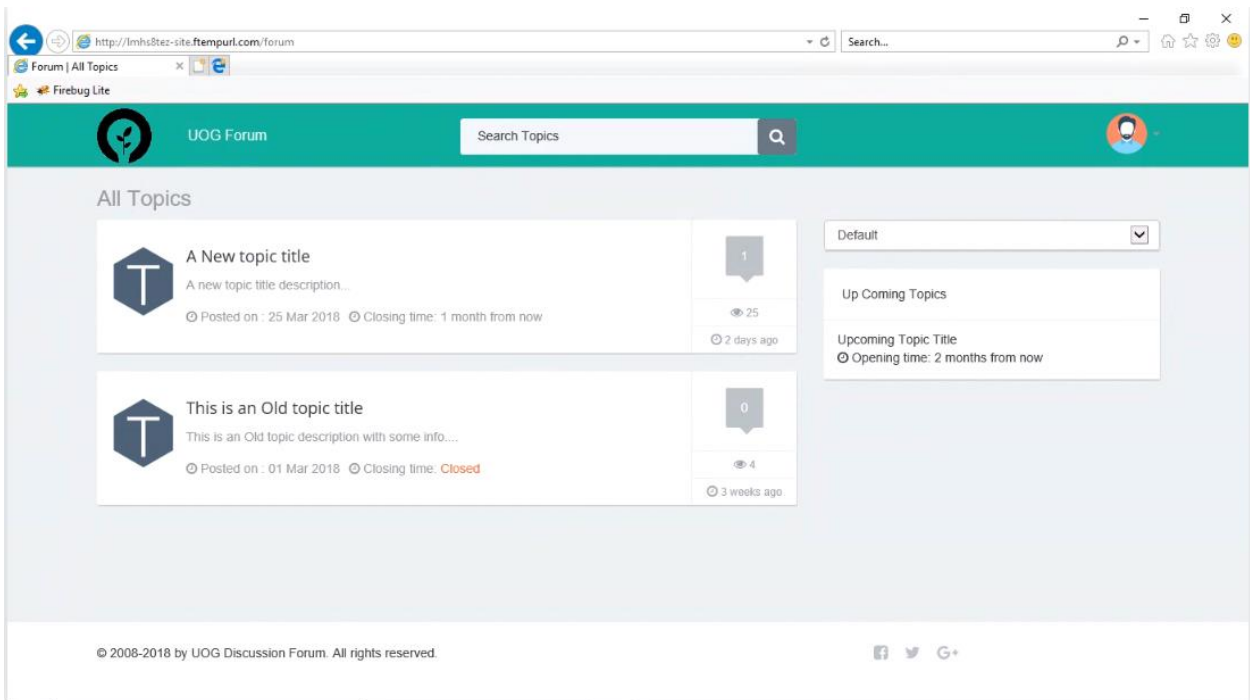 http://lmhs8tez-site.ftempurl.com/forum
Search...
Forum | All Topics
Firebug Lite
UOG Forum
Search Topics
All Topics
T
A New topic title
A new topic title description...
Posted on : 25 Mar 2018 Closing time: 1 month from now
1
25
2 days ago
T
This is an Old topic title
This is an Old topic description with some info....
Posted on : 01 Mar 2018 Closing time: Closed
0
4
3 weeks ago
Default
Up Coming Topics
Upcoming Topic Title
Opening time: 2 months from now
© 2008-2018 by UOG Discussion Forum. All rights reserved.
G+